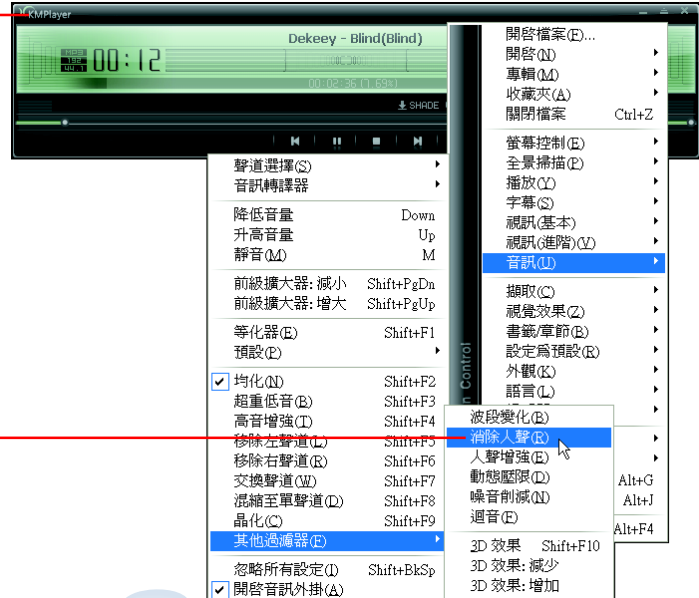 KMPlayer
Dekeey - Blind(Blind)
MP3
192
44.1
00:12
00:02:36 (7.69%)
SHADE
開啓檔案(F)...
開啓(N)
專輯(M)
收藏夾(A)
關閉檔案 Ctrl+Z
螢幕控制(E)
全景掃描(P)
播放(Y)
字幕(S)
視訊(基本)
視訊(進階)(V)
音訊(U)
擷取(C)
視覺效果(Z)
書籤/章節(B)
設定爲預設(R)
外觀(K)
語言(L)
Alt+G
Alt+J
Alt+F4
n Control
聲道選擇(S)
音訊轉譯器
降低音量 Down
升高音量 Up
靜音(M) M
前級擴大器: 減小 Shift+PgDn
前級擴大器: 增大 Shift+PgUp
等化器(E) Shift+F1
預設(P)
均化(N) Shift+F2
超重低音(B) Shift+F3
高音增強(T) Shift+F4
移除左聲道(L) Shift+F5
移除右聲道(R) Shift+F6
交換聲道(W) Shift+F7
混縮至單聲道(D) Shift+F8
晶化(C) Shift+F9
其他過濾器(F)
忽略所有設定(I) Shift+BkSp
開啓音訊外掛(A)
波段變化(B)
消除人聲(R)
人聲增強(E)
動態壓限(D)
噪音削減(N)
迴音(E)
3D 效果 Shift+F10
3D 效果: 減少
3D 效果: 增加